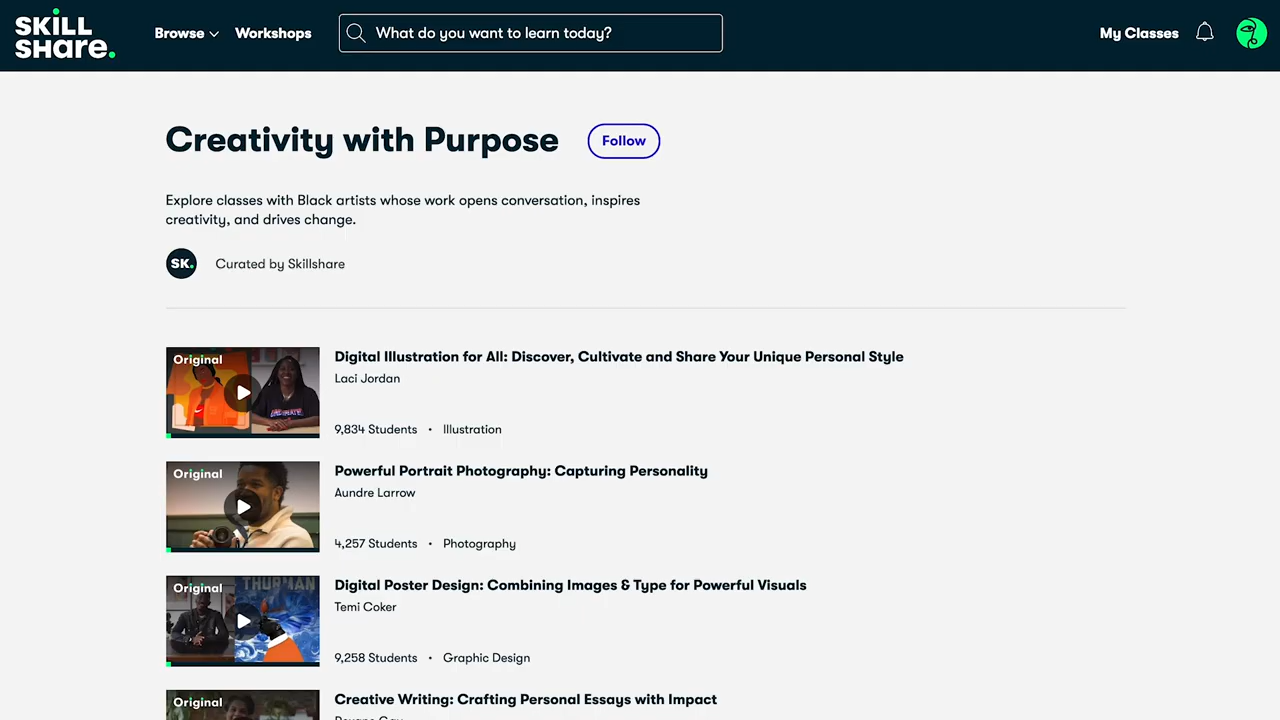 SKILL
SHare.
Browse
Workshops
What do you want to learn today?
My Classes
Creativity with Purpose
Follow
Explore classes with Black artists whose work opens conversation, inspires
creativity, and drives change.
SK.
Curated by Skillshare
Original
Digital Illustration for All: Discover, Cultivate and Share Your Unique Personal Style
Laci Jordan
9,834 Students • Illustration
Original
Powerful Portrait Photography: Capturing Personality
Aundre Larrow
4,257 Students • Photography
Original
THURMAN
Digital Poster Design: Combining Images & Type for Powerful Visuals
Temi Coker
9,258 Students • Graphic Design
Original
Creative Writing: Crafting Personal Essays with Impact
Roxane Gay